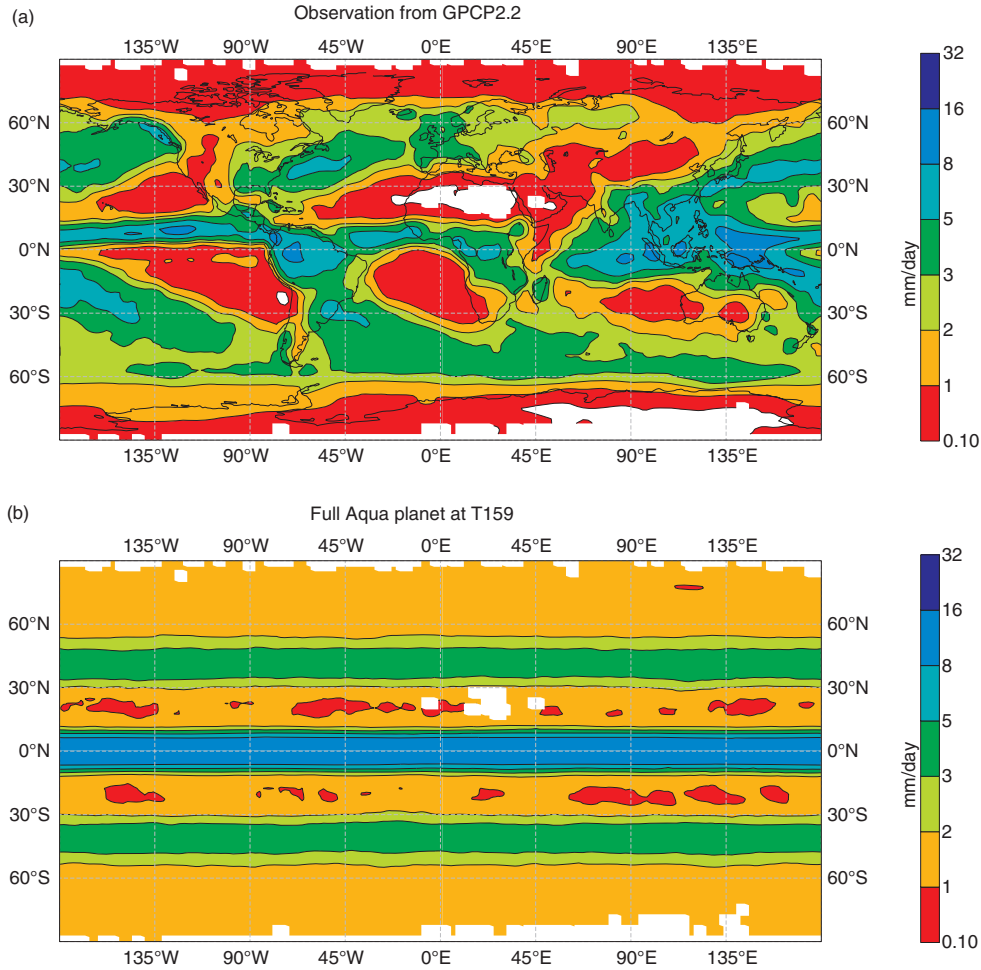 (a)
Observation from GPCP2.2
135°W 90°W 45°W 0°E 45°E 90°E 135°E
60°N 60°N
30°N 30°N
0°N 0°N
30°S 30°S
60°S 60°S
135°W 90°W 45°W 0°E 45°E 90°E 135°E
32
16
8
5
3
2
1
0.10
mm/day
(b)
Full Aqua planet at T159
135°W 90°W 45°W 0°E 45°E 90°E 135°E
60°N 60°N
30°N 30°N
0°N 0°N
30°S 30°S
60°S 60°S
135°W 90°W 45°W 0°E 45°E 90°E 135°E
32
16
8
5
3
2
1
0.10
mm/day